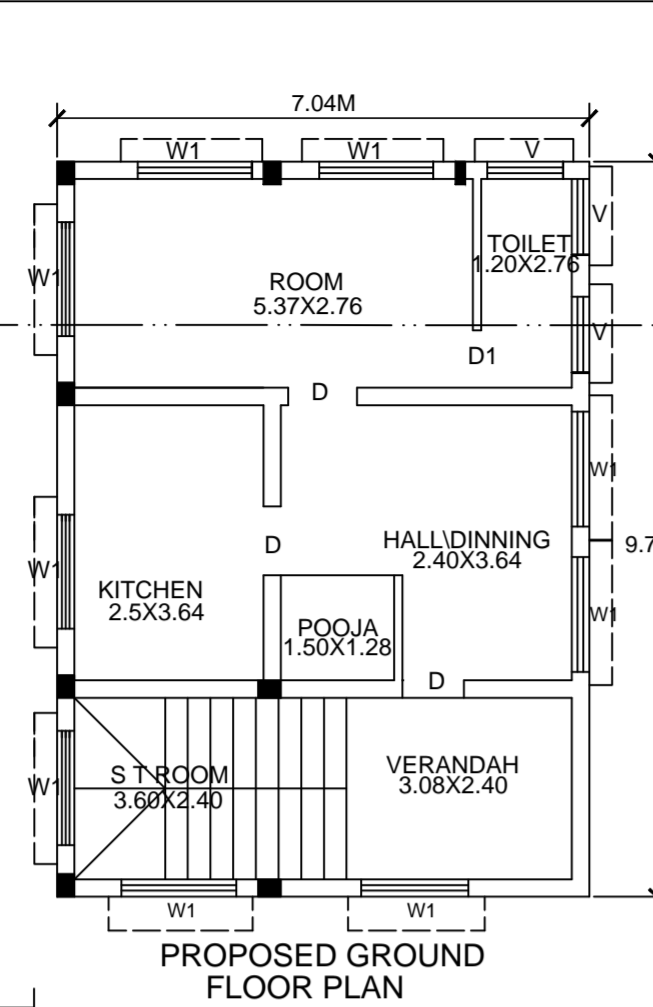 7.04M
W1
W1
V
V
TOILET
1.20X2.76
W1
ROOM
5.37X2.76
V
D1
D
W1
D
HALL\DINNING
2.40X3.64
9.7
W1
KITCHEN
2.5X3.64
W1
POOJA
1.50X1.28
D
S T ROOM
3.60X2.40
VERANDAH
3.08X2.40
W1
W1
W1
PROPOSED GROUND
FLOOR PLAN